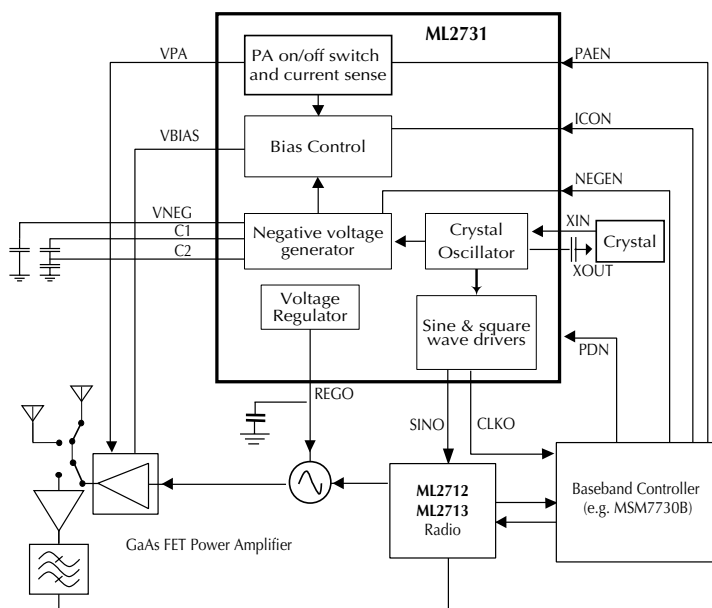 ML2731
VPA
PA on/off switch
and current sense
PAEN
ICON
VBIAS
Bias Control
NEGEN
VNEG
C1
C2
Negative voltage
generator
Crystal
Oscillator
XIN
Crystal
XOUT
Voltage
Regulator
Sine & square
wave drivers
PDN
REGO
SINO
CLKO
ML2712
ML2713
Radio
Baseband Controller
(e.g. MSM7730B)
GaAs FET Power Amplifier